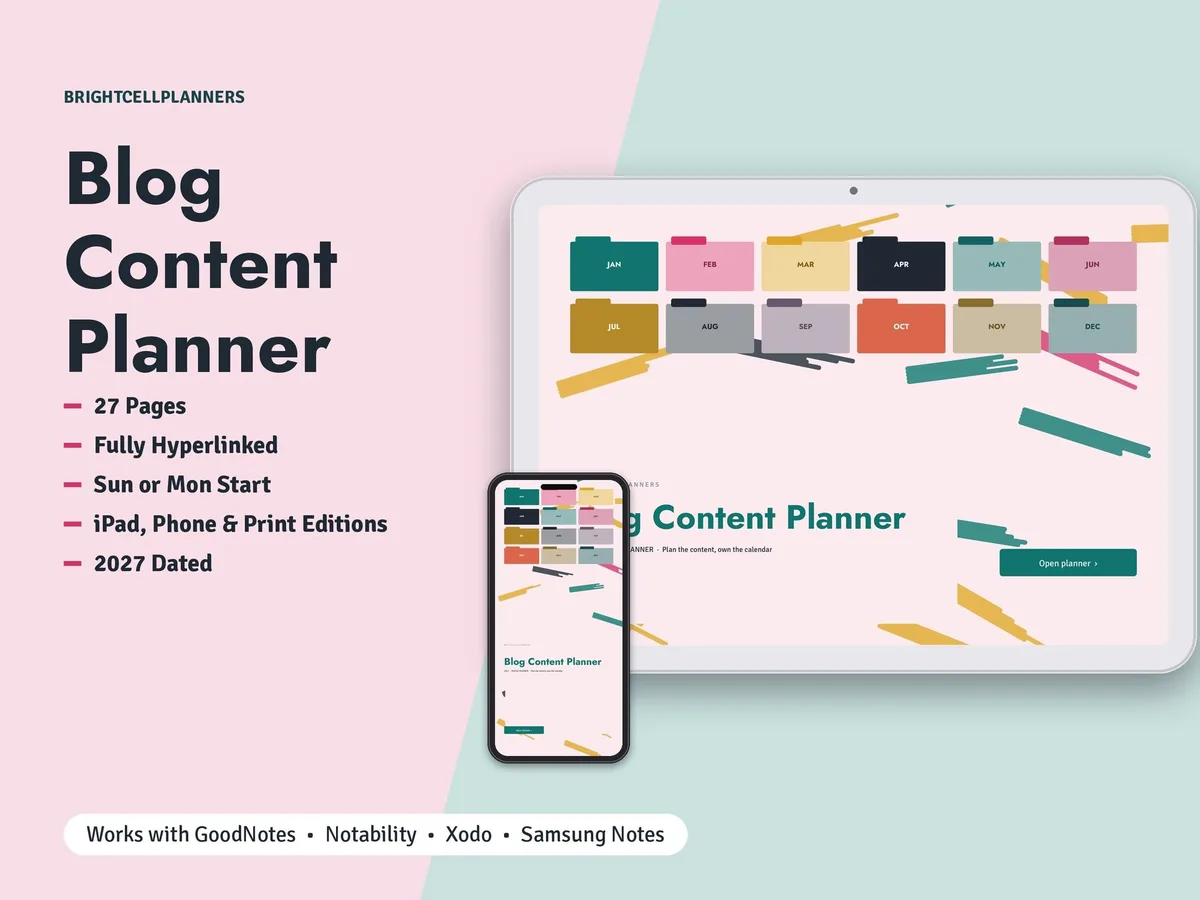 BRIGHTCELLPLANNERS
Blog
Content
Planner
27 Pages
Fully Hyperlinked
Sun or Mon Start
iPad, Phone & Print Editions
2027 Dated
JAN FEB MAR APR MAY JUN
JUL AUG SEP OCT NOV DEC
ANNERS
g Content Planner
ANNER · Plan the content, own the calendar
Open planner ›
Blog Content Planner
Works with GoodNotes • Notability • Xodo • Samsung Notes